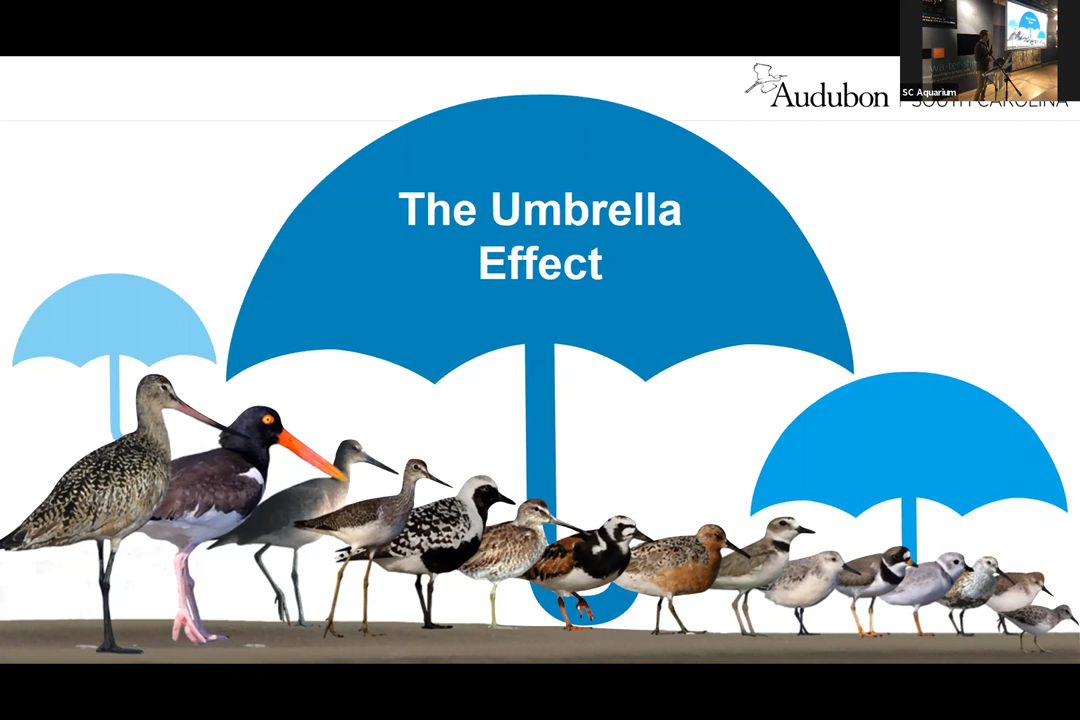 Audubon
SOUTH CAROLINA
SC Aquarium
The Umbrella
Effect